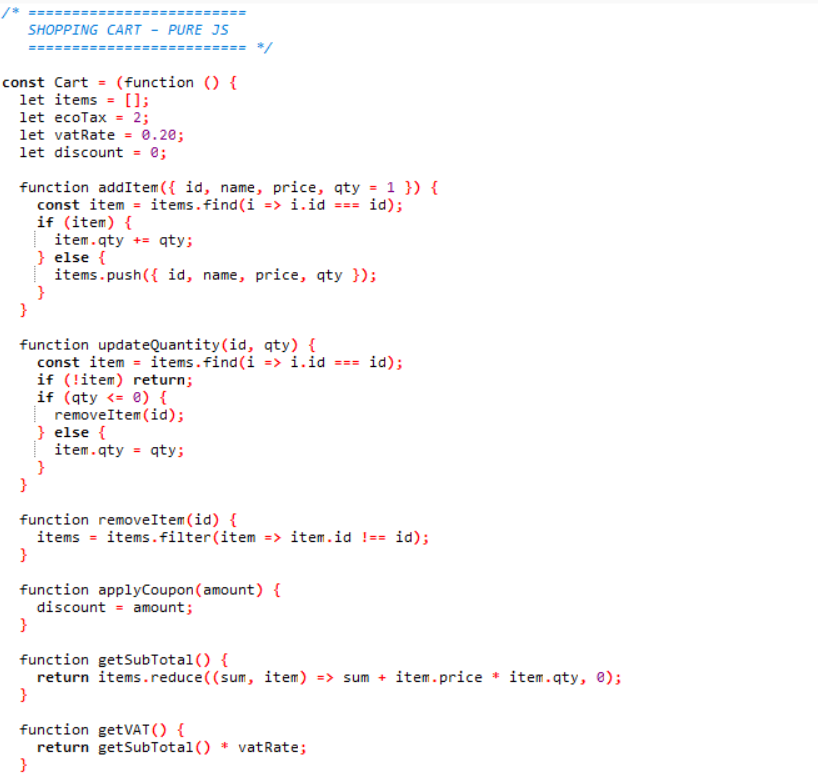 /* =========================
   SHOPPING CART – PURE JS
   ========================= */

const Cart = (function () {
  let items = [];
  let ecoTax = 2;
  let vatRate = 0.20;
  let discount = 0;

  function addItem({ id, name, price, qty = 1 }) {
    const item = items.find(i => i.id === id);
    if (item) {
      item.qty += qty;
    } else {
      items.push({ id, name, price, qty });
    }
  }

  function updateQuantity(id, qty) {
    const item = items.find(i => i.id === id);
    if (!item) return;
    if (qty <= 0) {
      removeItem(id);
    } else {
      item.qty = qty;
    }
  }

  function removeItem(id) {
    items = items.filter(item => item.id !== id);
  }

  function applyCoupon(amount) {
    discount = amount;
  }

  function getSubTotal() {
    return items.reduce((sum, item) => sum + item.price * item.qty, 0);
  }

  function getVAT() {
    return getSubTotal() * vatRate;
  }